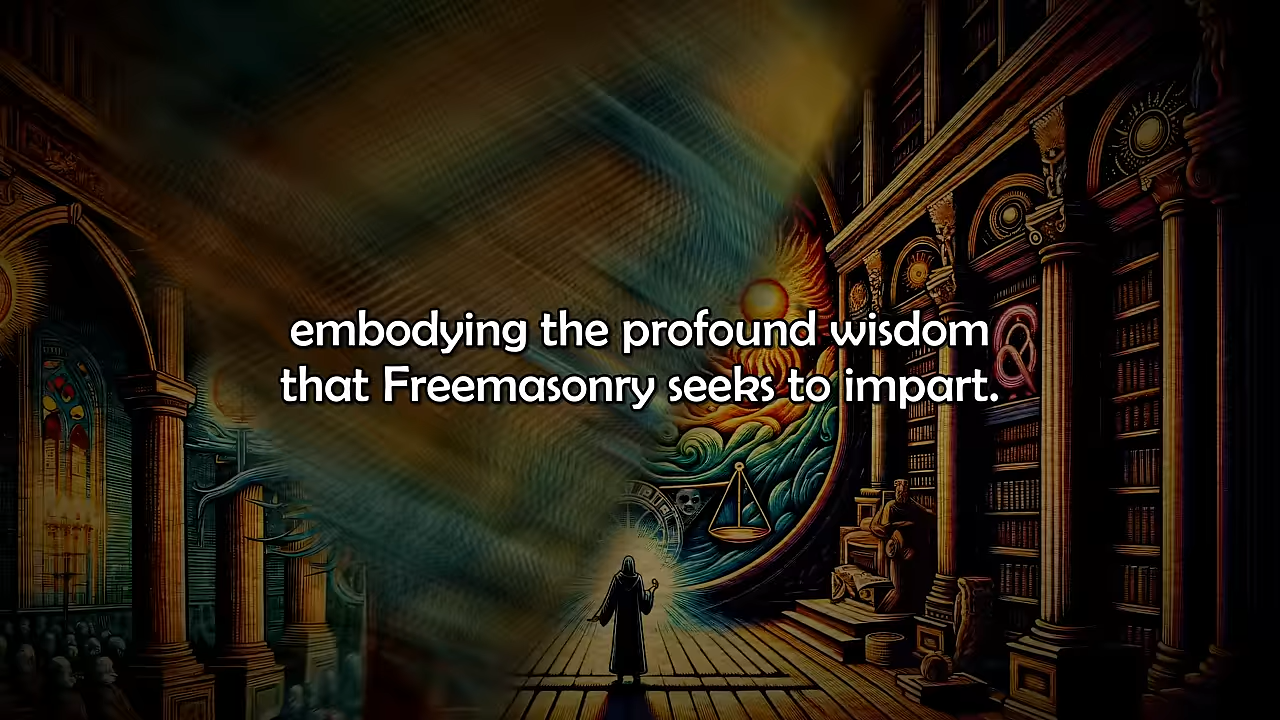 embodying the profound wisdom
that Freemasonry seeks to impart.